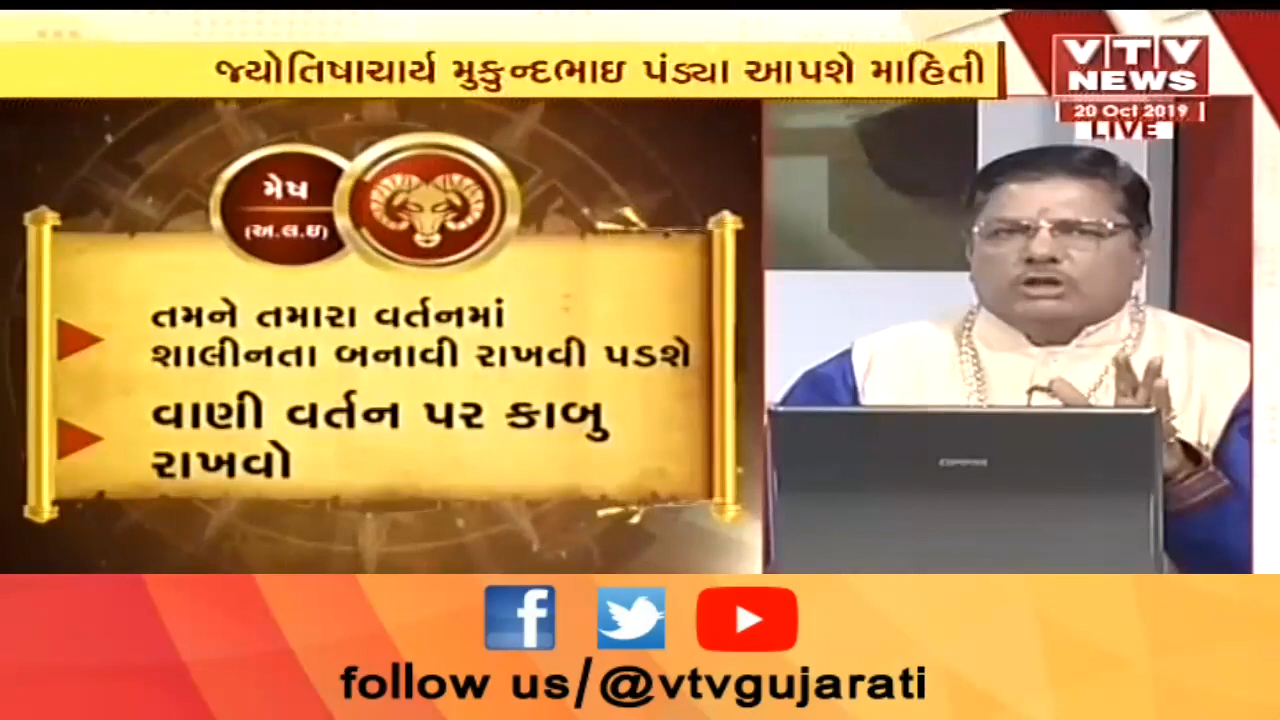 જ્યોતિષાચાર્ય મુકુન્દભાઇ પંડ્યા આપશે માહિતી
VTV
NEWS
20 Oct 2019
LIVE
મેષ
(અ.લ.ઇ)
તમને તમારા વર્તનમાં
શાલીનતા બનાવી રાખવી પડશે
વાણી વર્તન પર કાબુ
રાખવો
follow us/@vtvgujarati